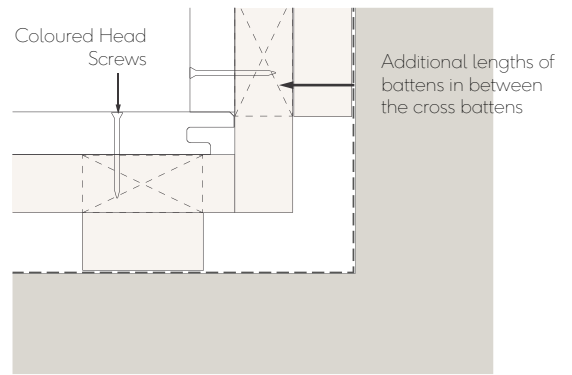 Coloured Head
Screws
Additional lengths of
battens in between
the cross battens